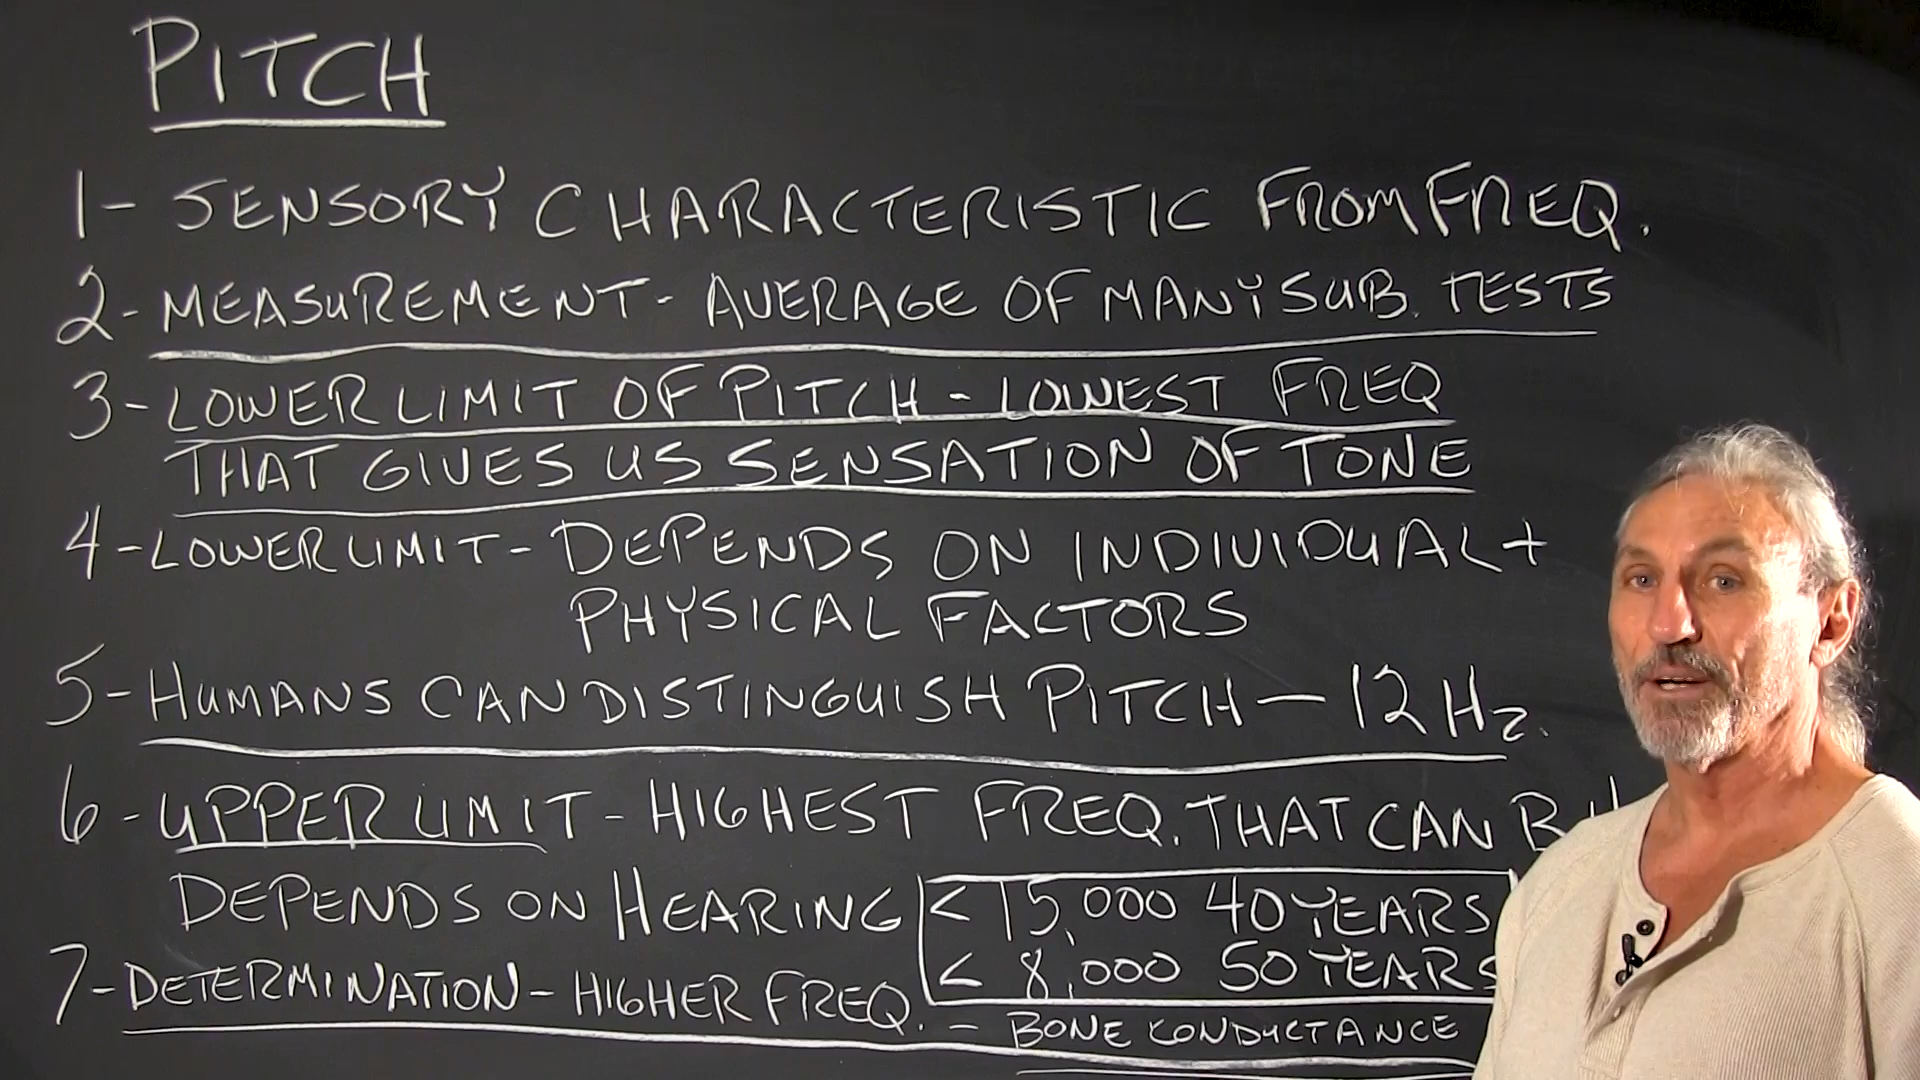 PITCH
1- SENSORY CHARACTERISTIC FROM FREQ.
2- MEASUREMENT - AVERAGE OF MANY SUB. TESTS
3- LOWER LIMIT OF PITCH - LOWEST FREQ
THAT GIVES US SENSATION OF TONE
4- LOWER LIMIT - DEPENDS ON INDIVIDUAL +
PHYSICAL FACTORS
5- HUMANS CAN DISTINGUISH PITCH - 12 Hz.
6- UPPER LIMIT - HIGHEST FREQ. THAT CAN
DEPENDS ON HEARING < 15,000 40 YEARS
< 8,000 50 YEARS
7- DETERMINATION - HIGHER FREQ. - BONE CONDUCTANCE